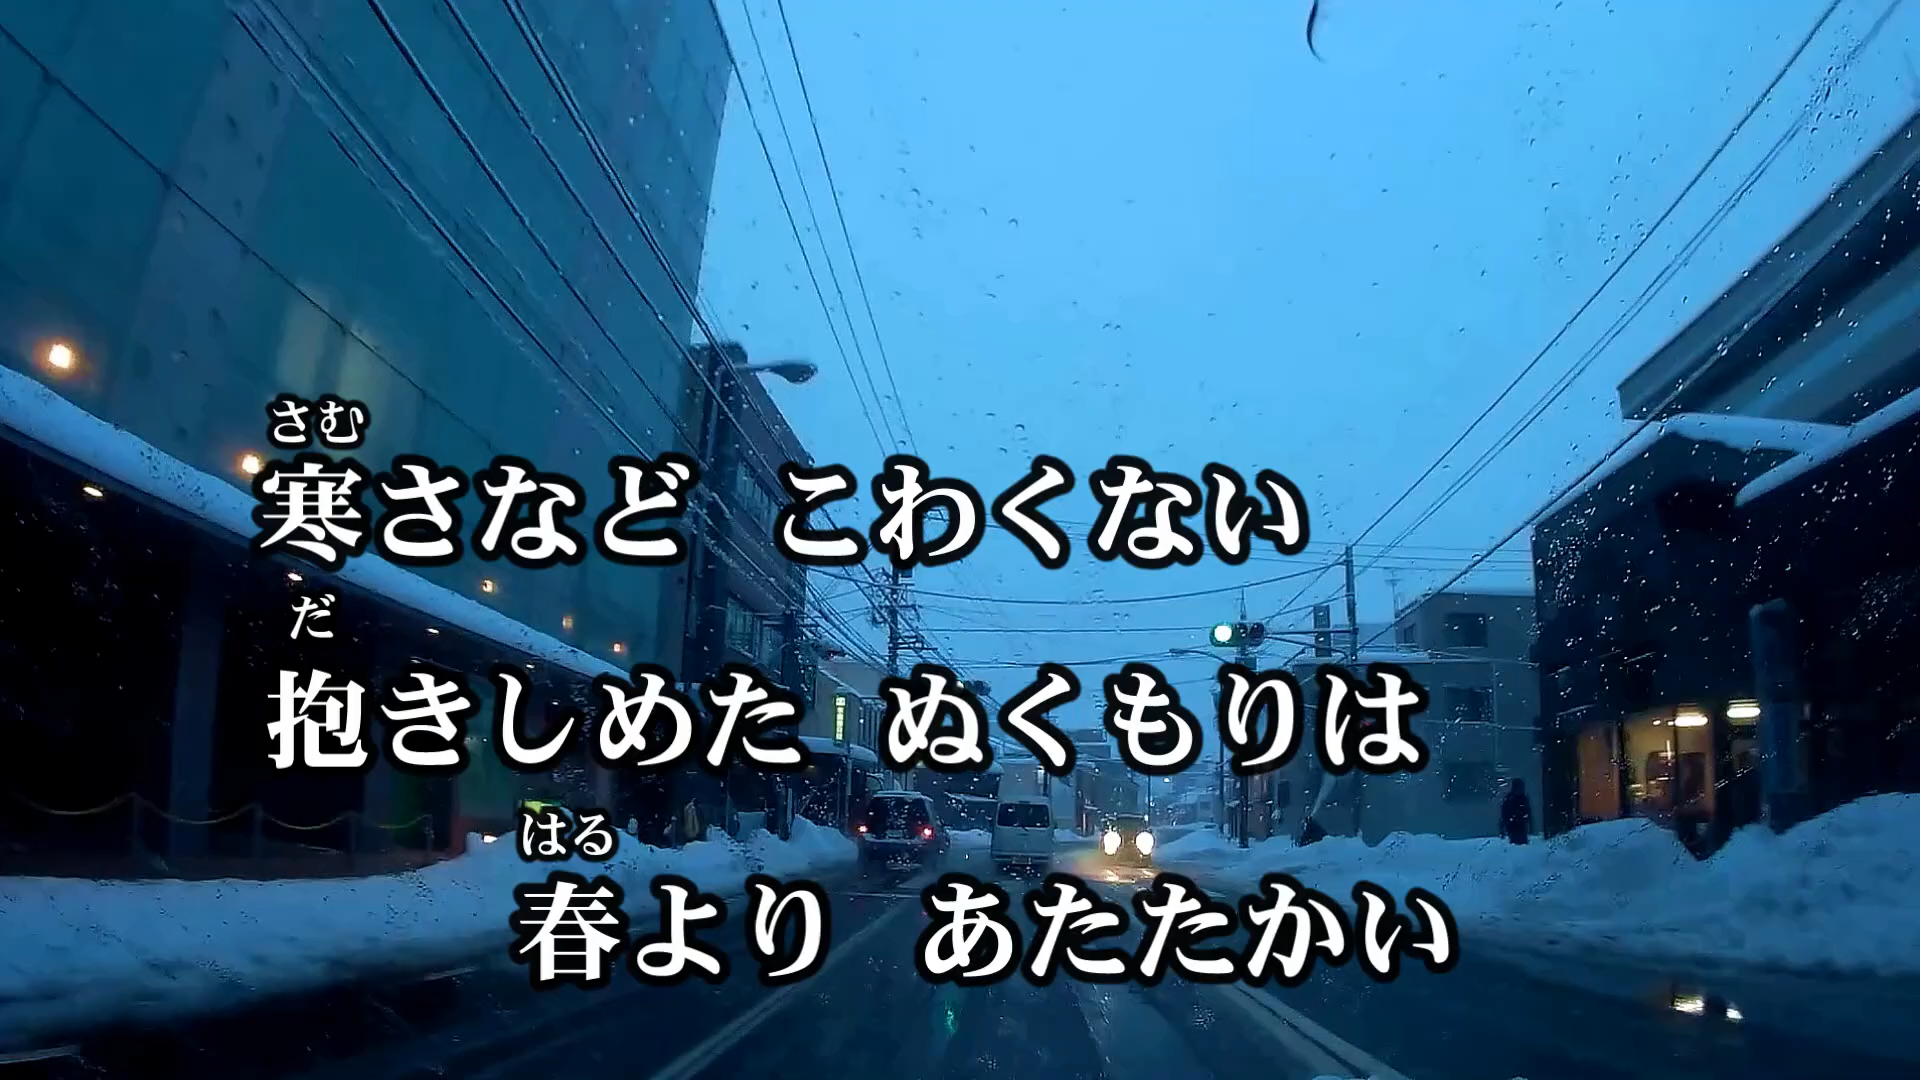 さむ
寒さなど こわくない
だ
抱きしめた ぬくもりは
はる
春より あたたかい